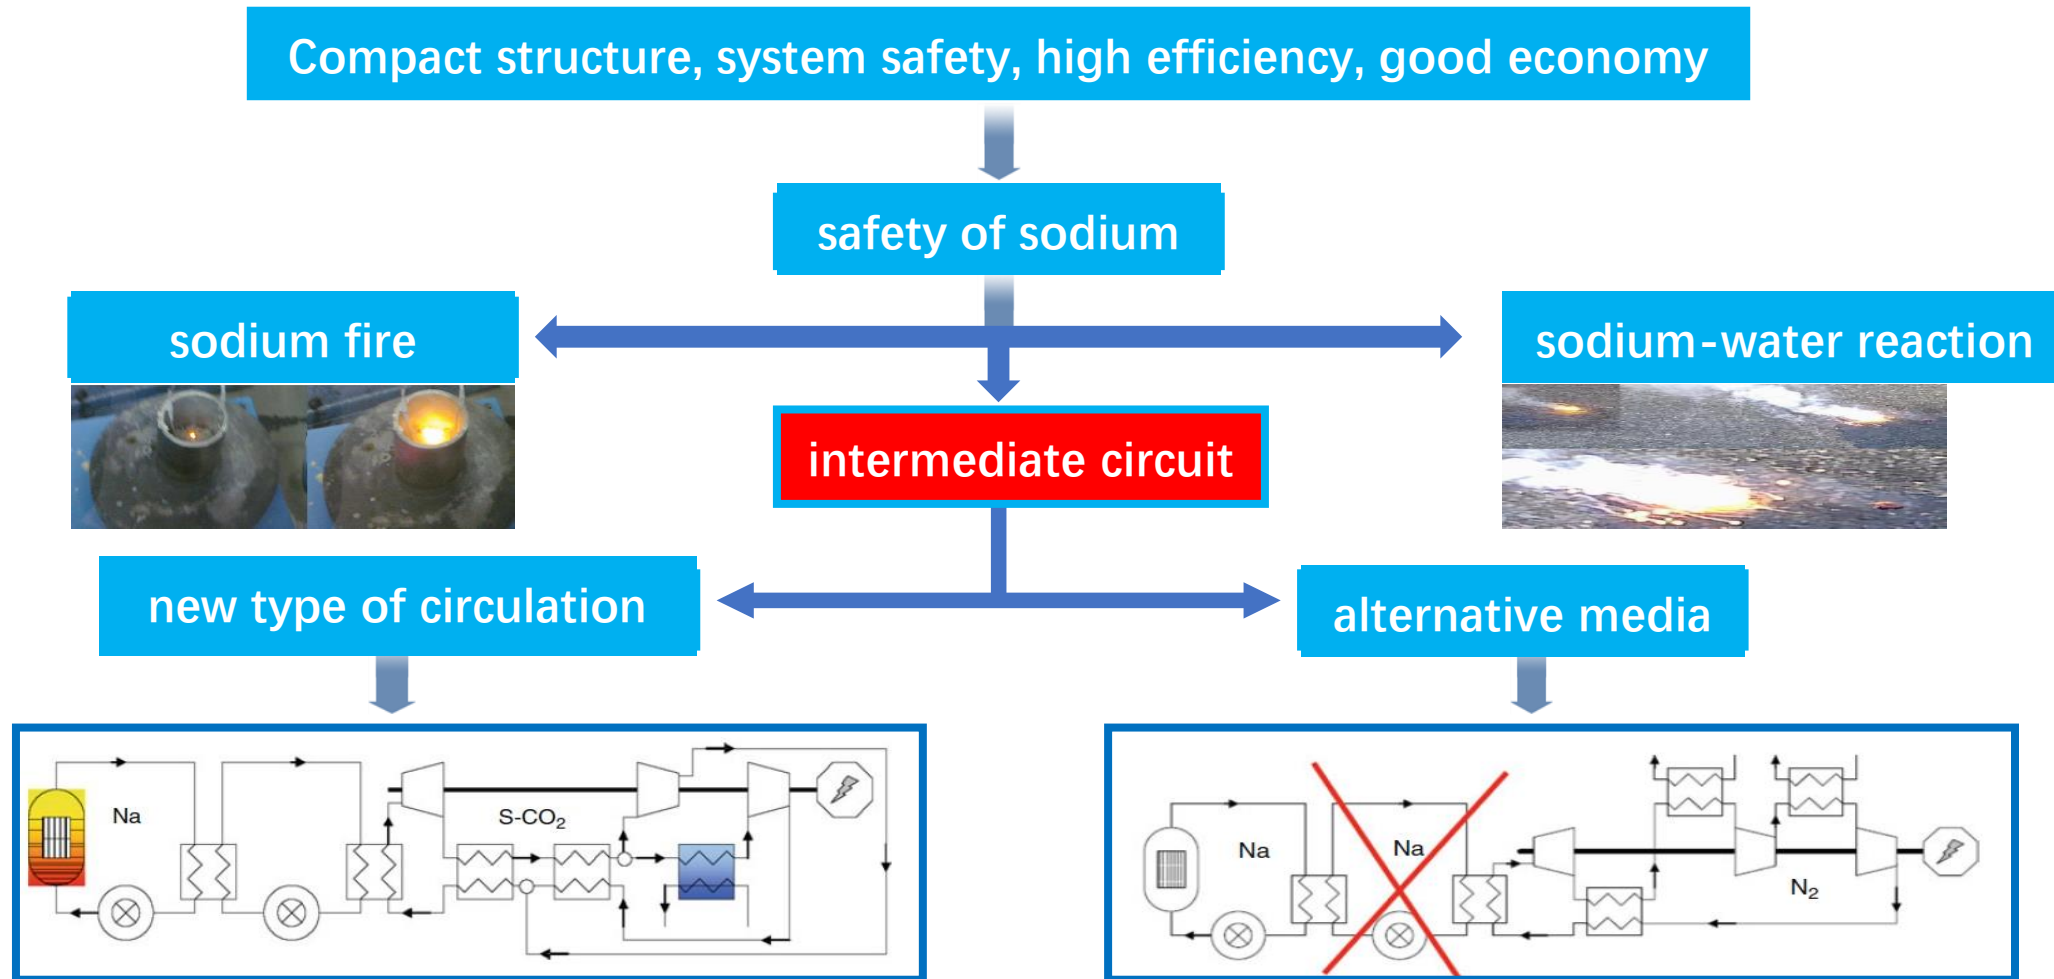 Compact structure, system safety, high efficiency, good economy
safety of sodium
sodium fire
sodium-water reaction
intermediate circuit
new type of circulation
alternative media
Na
S-CO₂
Na
Na
N₂